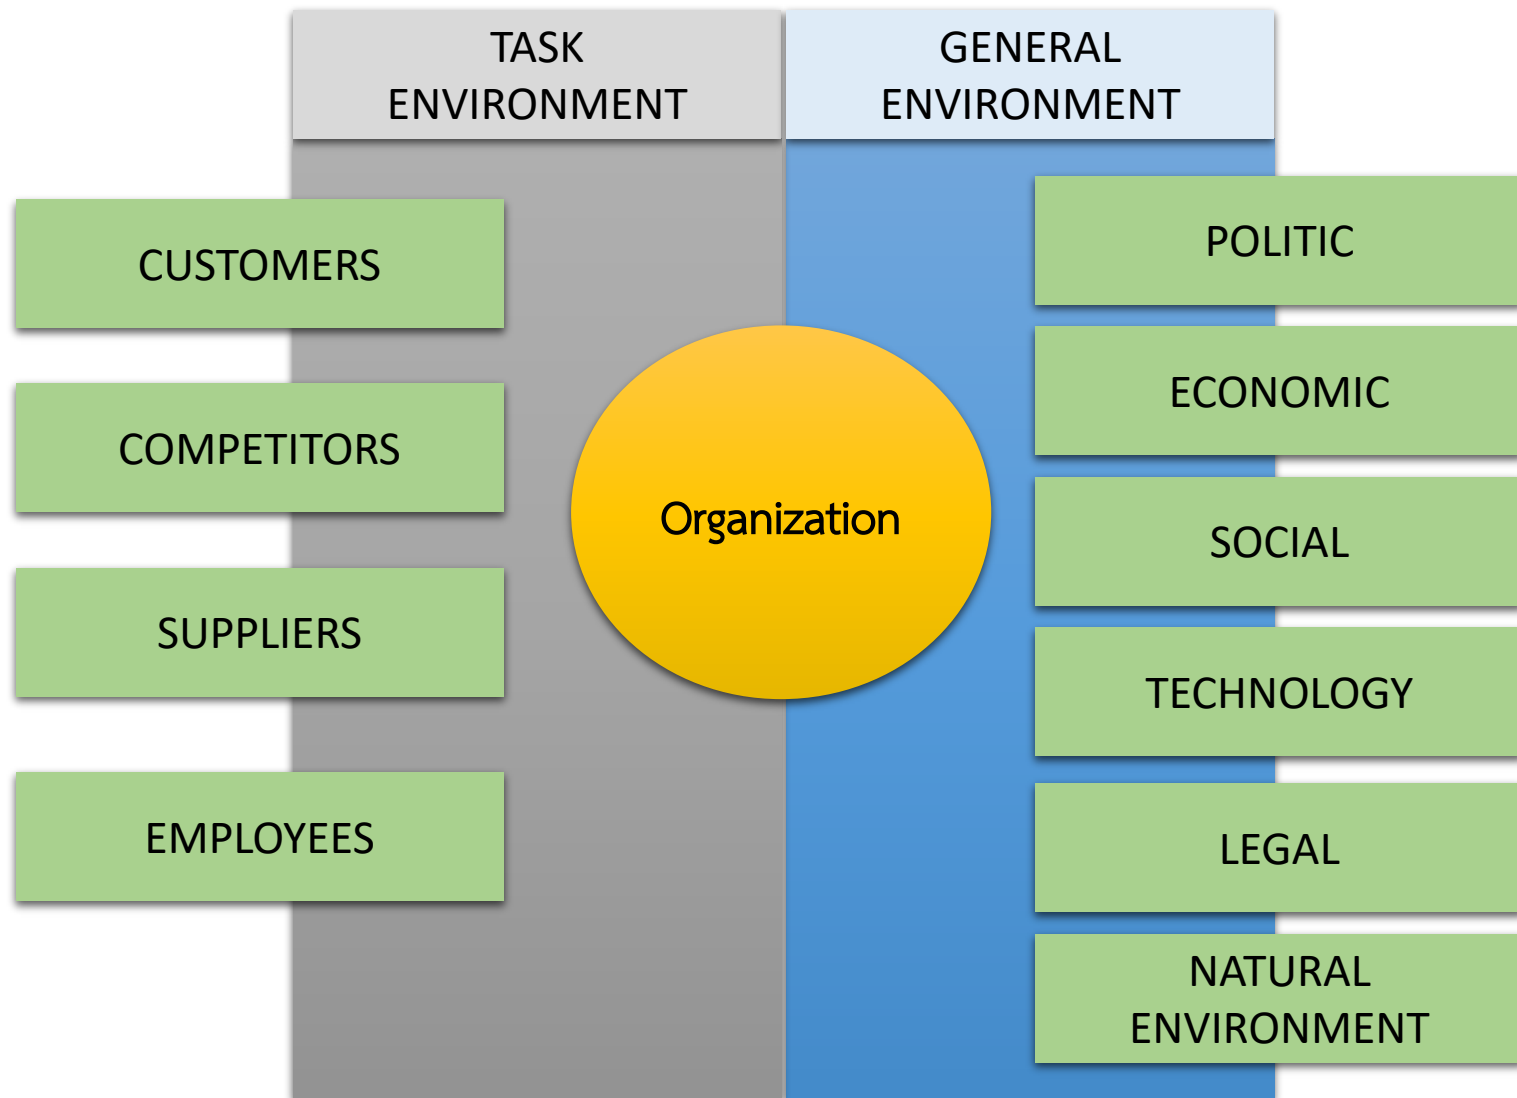 TASK
ENVIRONMENT
GENERAL
ENVIRONMENT
CUSTOMERS
COMPETITORS
SUPPLIERS
EMPLOYEES
Organization
POLITIC
ECONOMIC
SOCIAL
TECHNOLOGY
LEGAL
NATURAL
ENVIRONMENT